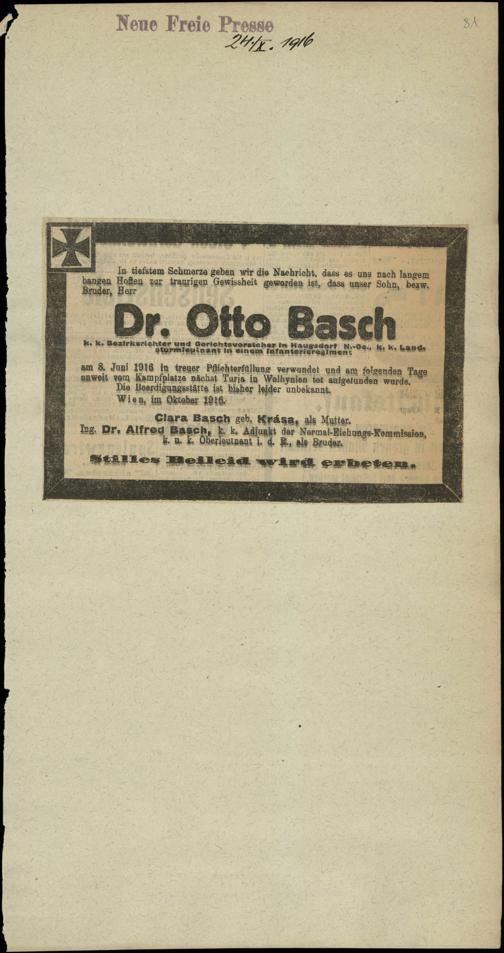 Neue Freie Presse
24/X. 1916
81
In tiefstem Schmerze geben wir die Nachricht, dass es uns nach langem
bangen Hoffen zur traurigen Gewissheit geworden ist, dass unser Sohn, bezw.
Bruder, Herr
Dr. Otto Basch
k. k. Bezirksrichter und Gerichtsvorsteher in Haugsdorf N.-Oe., k. k. Land-
sturmleutnant in einem Infanterieregiment
am 8. Juni 1916 in treuer Pflichterfüllung verwundet und am folgenden Tage
unweit vom Kampfplatze nächst Turja in Wolhynien tot aufgefunden wurde.
Die Beerdigungsstätte ist bisher leider unbekannt.
Wien, im Oktober 1916.
Clara Basch geb. Krása, als Mutter.
Ing. Dr. Alfred Basch, k. k. Adjunkt der Normal-Eichungs-Kommission,
k. u. k. Oberleutnant i. d. R., als Bruder.
Stilles Beileid wird erbeten.